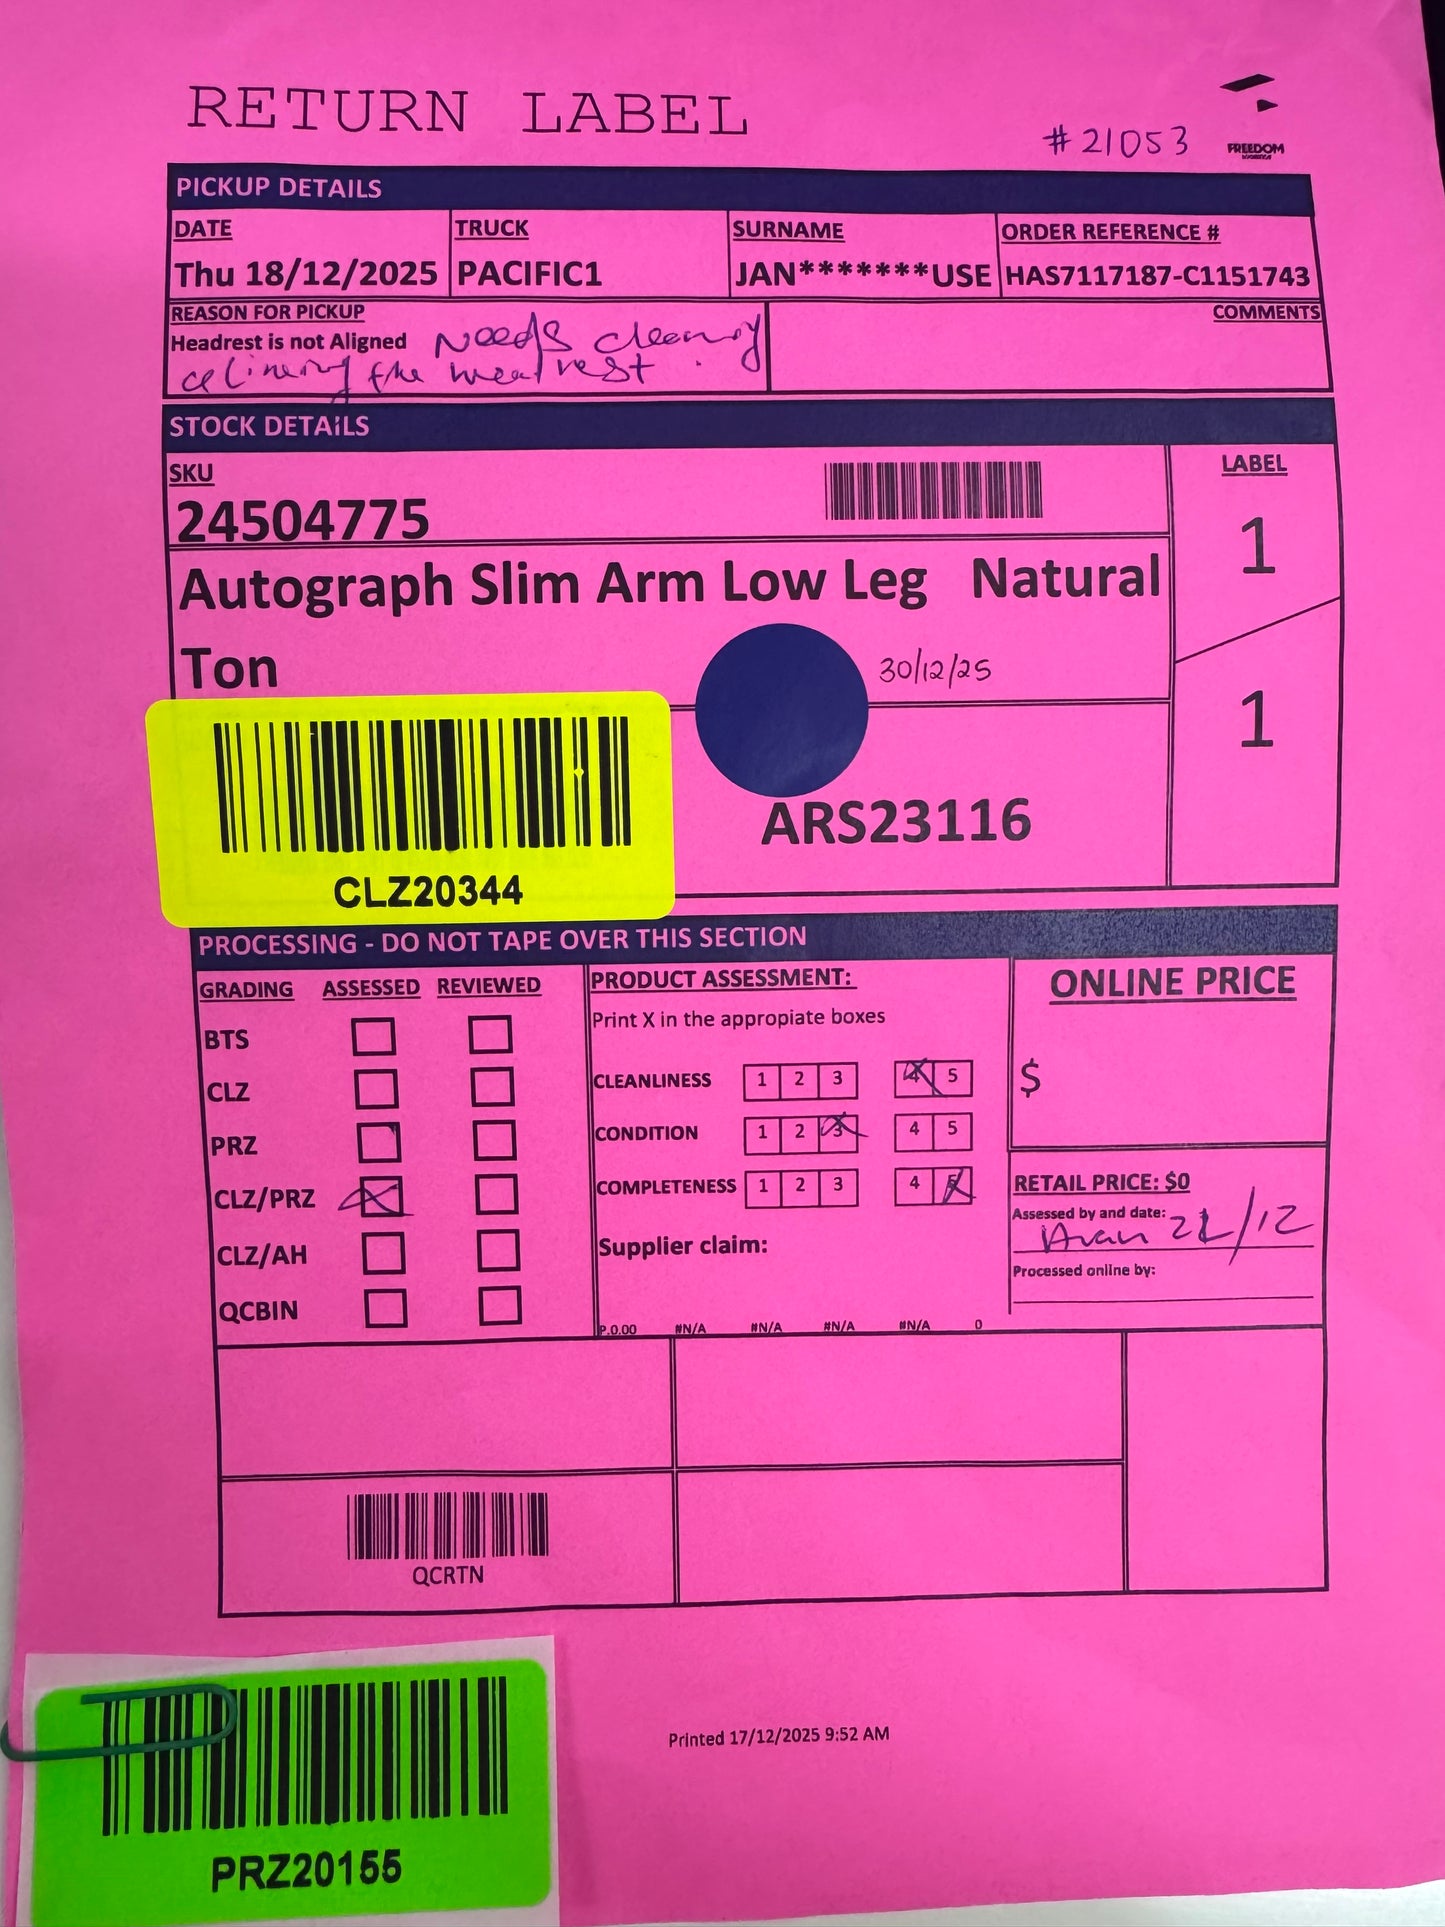 RETURN LABEL
#21053
FREEDOM
PICKUP DETAILS
DATE TRUCK SURNAME ORDER REFERENCE #
Thu 18/12/2025 PACIFIC1 JAN*******USE HAS7117187-C1151743
REASON FOR PICKUP COMMENTS
Headrest is not Aligned Needs cleaning
the rest.
STOCK DETAILS
SKU
24504775
LABEL
1
1
Autograph Slim Arm Low Leg Natural
Ton
30/12/25
ARS23116
CLZ20344
PROCESSING - DO NOT TAPE OVER THIS SECTION
GRADING ASSESSED REVIEWED
BTS
CLZ
PRZ
CLZ/PRZ X
CLZ/AH
QCBIN
PRODUCT ASSESSMENT:
Print X in the appropiate boxes
CLEANLINESS 1 2 3 4 5
CONDITION 1 2 3 4 5
COMPLETENESS 1 2 3 4 5
Supplier claim:
P.0.00 #N/A #N/A #N/A #N/A 0
ONLINE PRICE
$
RETAIL PRICE: $0
Assessed by and date:
/12
Processed online by:
QCRTN
Printed 17/12/2025 9:52 AM
PRZ20155